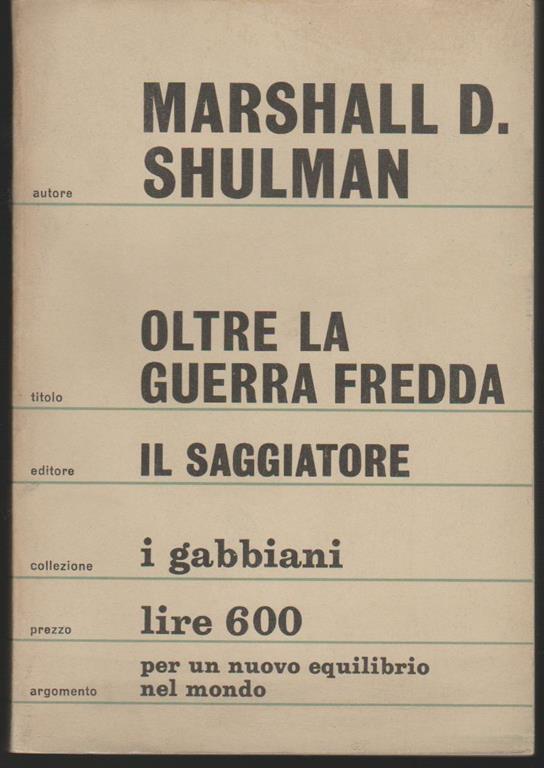 MARSHALL D.
autore SHULMAN
OLTRE LA
titolo GUERRA FREDDA
editore IL SAGGIATORE
collezione i gabbiani
prezzo lire 600
per un nuovo equilibrio
argomento nel mondo